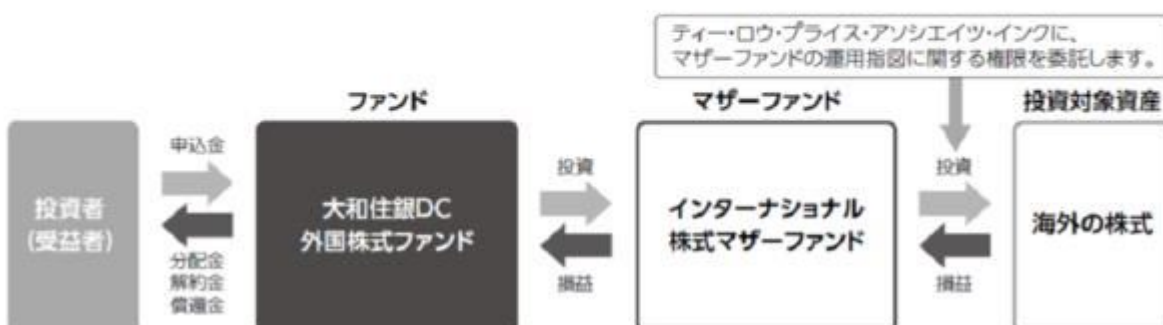 ティー・ロウ・プライス・アソシエイツ・インクに、
マザーファンドの運用指図に関する権限を委託します。
ファンド
マザーファンド
投資対象資産
投資者
(受益者)
申込金
分配金
解約金
償還金
大和住銀DC
外国株式ファンド
投資
損益
インターナショナル
株式マザーファンド
投資
損益
海外の株式